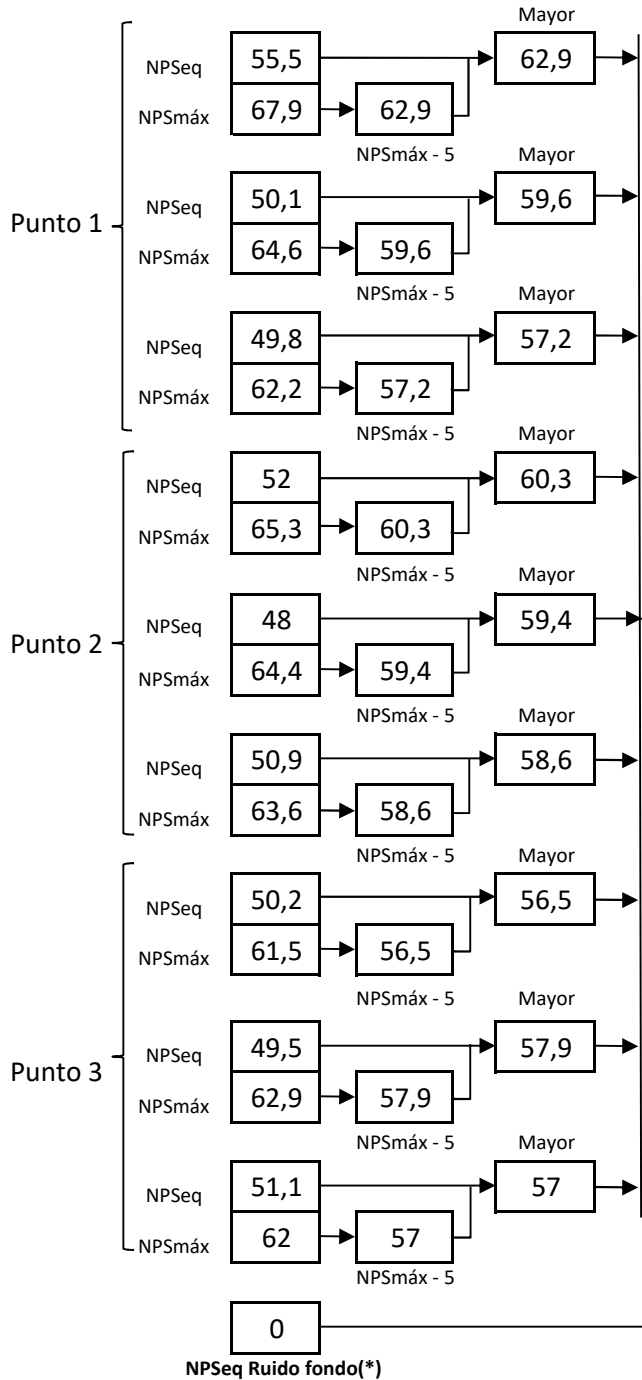 Mayor
NPSeq 55,5 62,9
NPSmáx 67,9 62,9
NPSmáx - 5 Mayor
Punto 1 NPSeq 50,1 59,6
NPSmáx 64,6 59,6
NPSmáx - 5 Mayor
NPSeq 49,8 57,2
NPSmáx 62,2 57,2
NPSmáx - 5 Mayor
NPSeq 52 60,3
NPSmáx 65,3 60,3
NPSmáx - 5 Mayor
Punto 2 NPSeq 48 59,4
NPSmáx 64,4 59,4
NPSmáx - 5 Mayor
NPSeq 50,9 58,6
NPSmáx 63,6 58,6
NPSmáx - 5 Mayor
NPSeq 50,2 56,5
NPSmáx 61,5 56,5
NPSmáx - 5 Mayor
Punto 3 NPSeq 49,5 57,9
NPSmáx 62,9 57,9
NPSmáx - 5 Mayor
NPSeq 51,1 57
NPSmáx 62 57
NPSmáx - 5
0
NPSeq Ruido fondo(*)